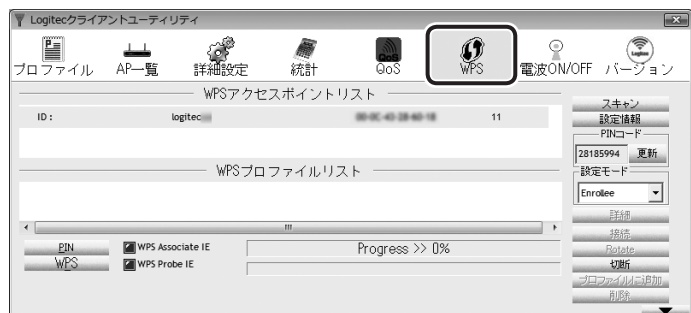 Logitecクライアントユーティリティ
プロファイル AP一覧 詳細設定 統計 QoS WPS 電波ON/OFF バージョン
WPSアクセスポイントリスト
ID : logitec 11
WPSプロファイルリスト
スキャン
設定情報
PINコード
28185994 更新
設定モード
Enrollee
詳細
接続
Rotate
切断
プロファイルに追加
削除
PIN WPS Associate IE Progress >> 0%
WPS WPS Probe IE